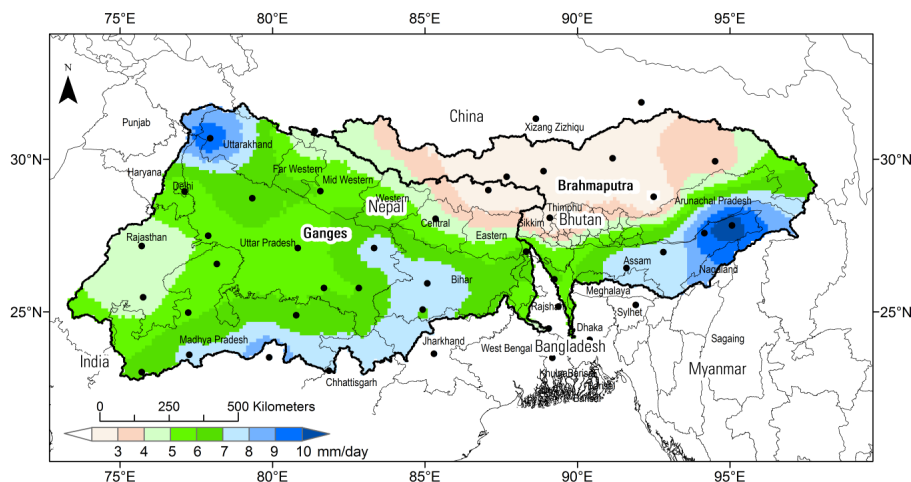 75°E 80°E 85°E 90°E 95°E
N
China
Punjab
Xizang Zizhiqu
Uttarakhand
30°N 30°N
Haryana
Far Western
Delhi
Mid Western
Brahmaputra
Western
Nepal
Arunachal Pradesh
Thimphu
Bhutan
Sikkim
Central
Rajasthan
Uttar Pradesh
Ganges
Eastern
Assam
Nagaland
Bihar
Meghalaya
25°N 25°N
Rajsha
Sylhet
Dhaka
Madhya Pradesh
Jharkhand
West Bengal
Bangladesh
Sagaing
India
Myanmar
Chhattisgarh
0 250 500 Kilometers
3 4 5 6 7 8 9 10 mm/day
75°E 80°E 85°E 90°E 95°E